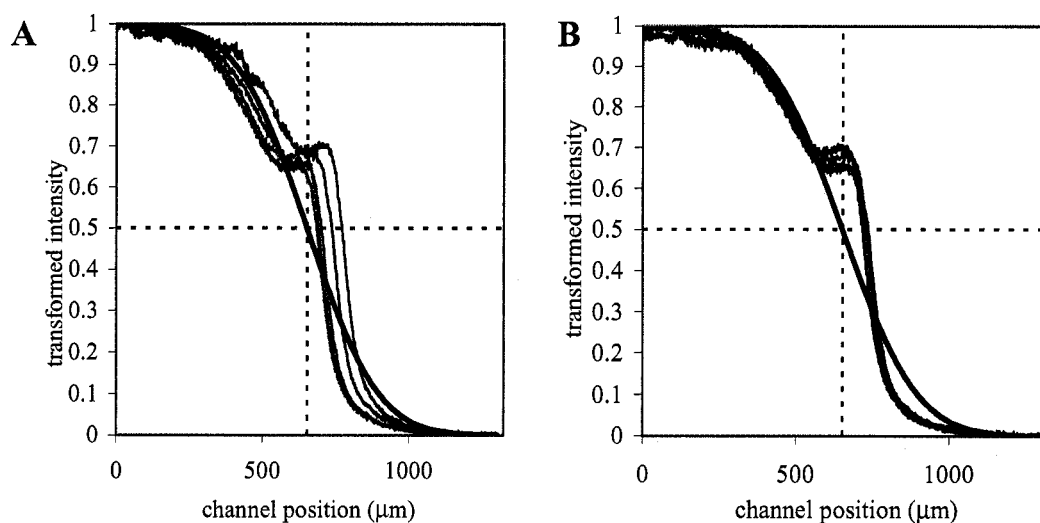 A
1
0.9
0.8
0.7
0.6
0.5
0.4
0.3
0.2
0.1
0
transformed intensity
0 500 1000
channel position (μm)
B
1
0.9
0.8
0.7
0.6
0.5
0.4
0.3
0.2
0.1
0
transformed intensity
0 500 1000
channel position (μm)